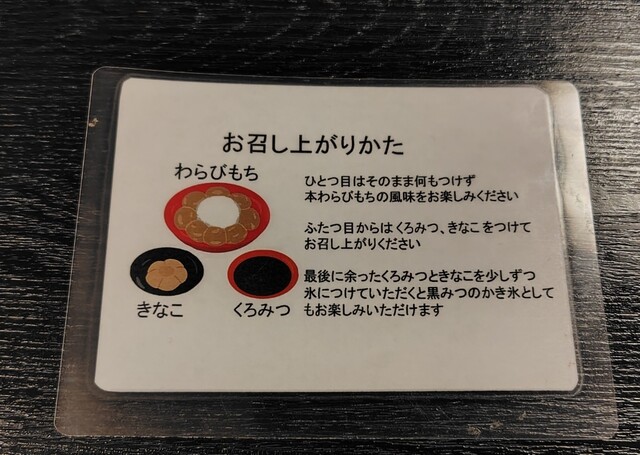 お召し上がりかた
わらびもち
きなこ
くろみつ
ひとつ目はそのまま何もつけず
本わらびもちの風味をお楽しみください
ふたつ目からはくろみつ、きなこをつけて
お召し上がりください
最後に余ったくろみつときなこを少しずつ
氷につけていただくと黒みつのかき氷として
もお楽しみいただけます